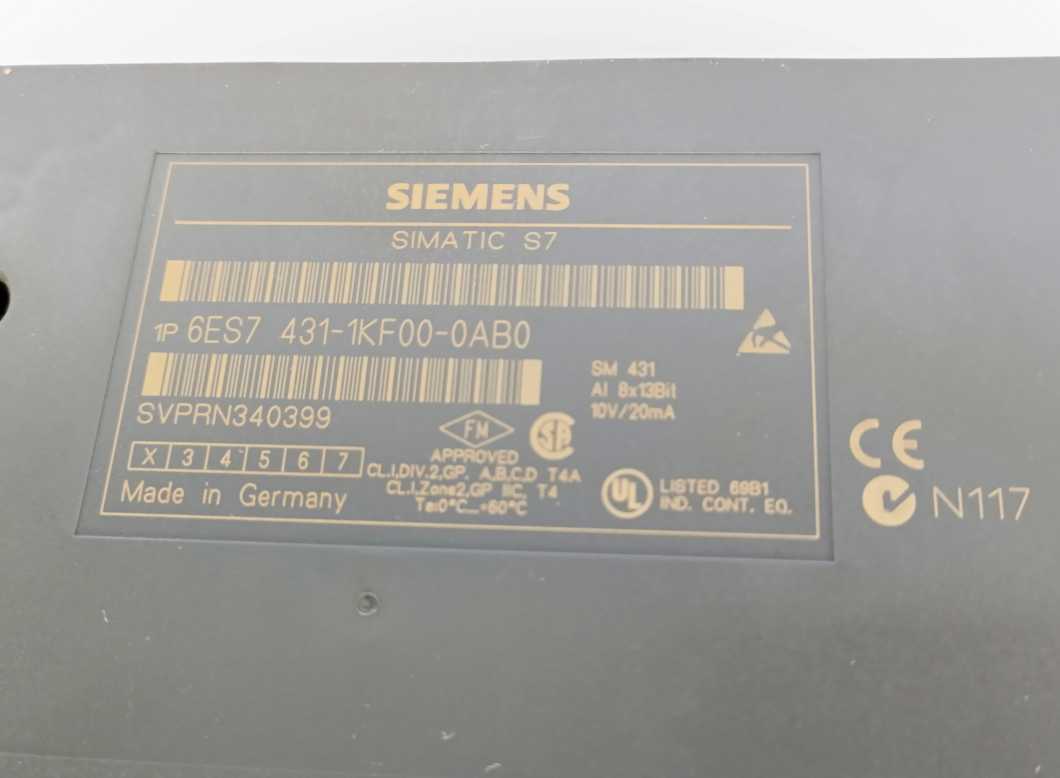 SIEMENS
SIMATIC S7
1P 6ES7 431-1KF00-0AB0
SM 431
AI 8x13Bit
10V/20mA
SVPRN340399
FM
APPROVED
SA
CL.I,DIV.2,GP. A,B,C,D T4A
CL.I,Zone2,GP IIC, T4
Ta:0°C...+60°C
X 3 4 5 6 7
Made in Germany
UL
LISTED 69B1
IND. CONT. EQ.
CE
N117